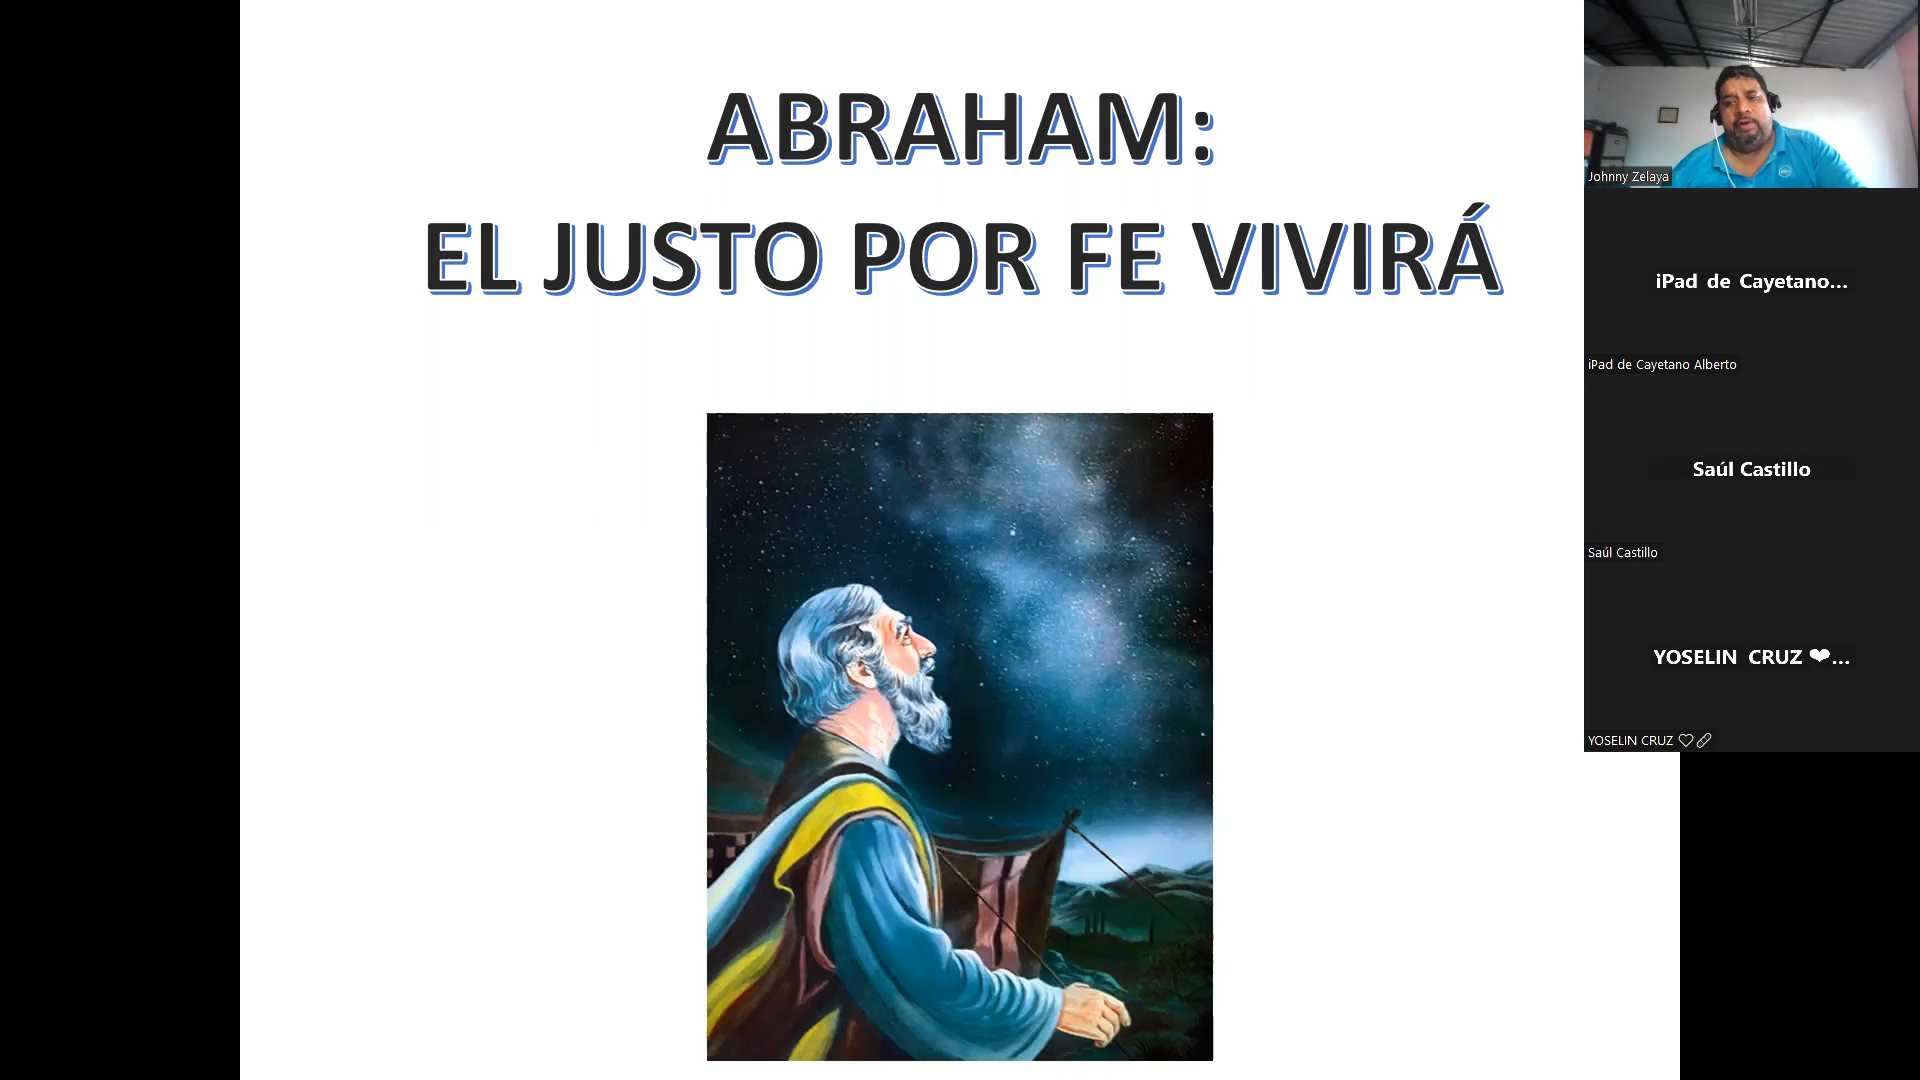 ABRAHAM:
EL JUSTO POR FE VIVIRÁ
Johnny Zelaya
iPad de Cayetano...
iPad de Cayetano Alberto
Saúl Castillo
Saúl Castillo
YOSELIN CRUZ ❤...
YOSELIN CRUZ ♡🩹